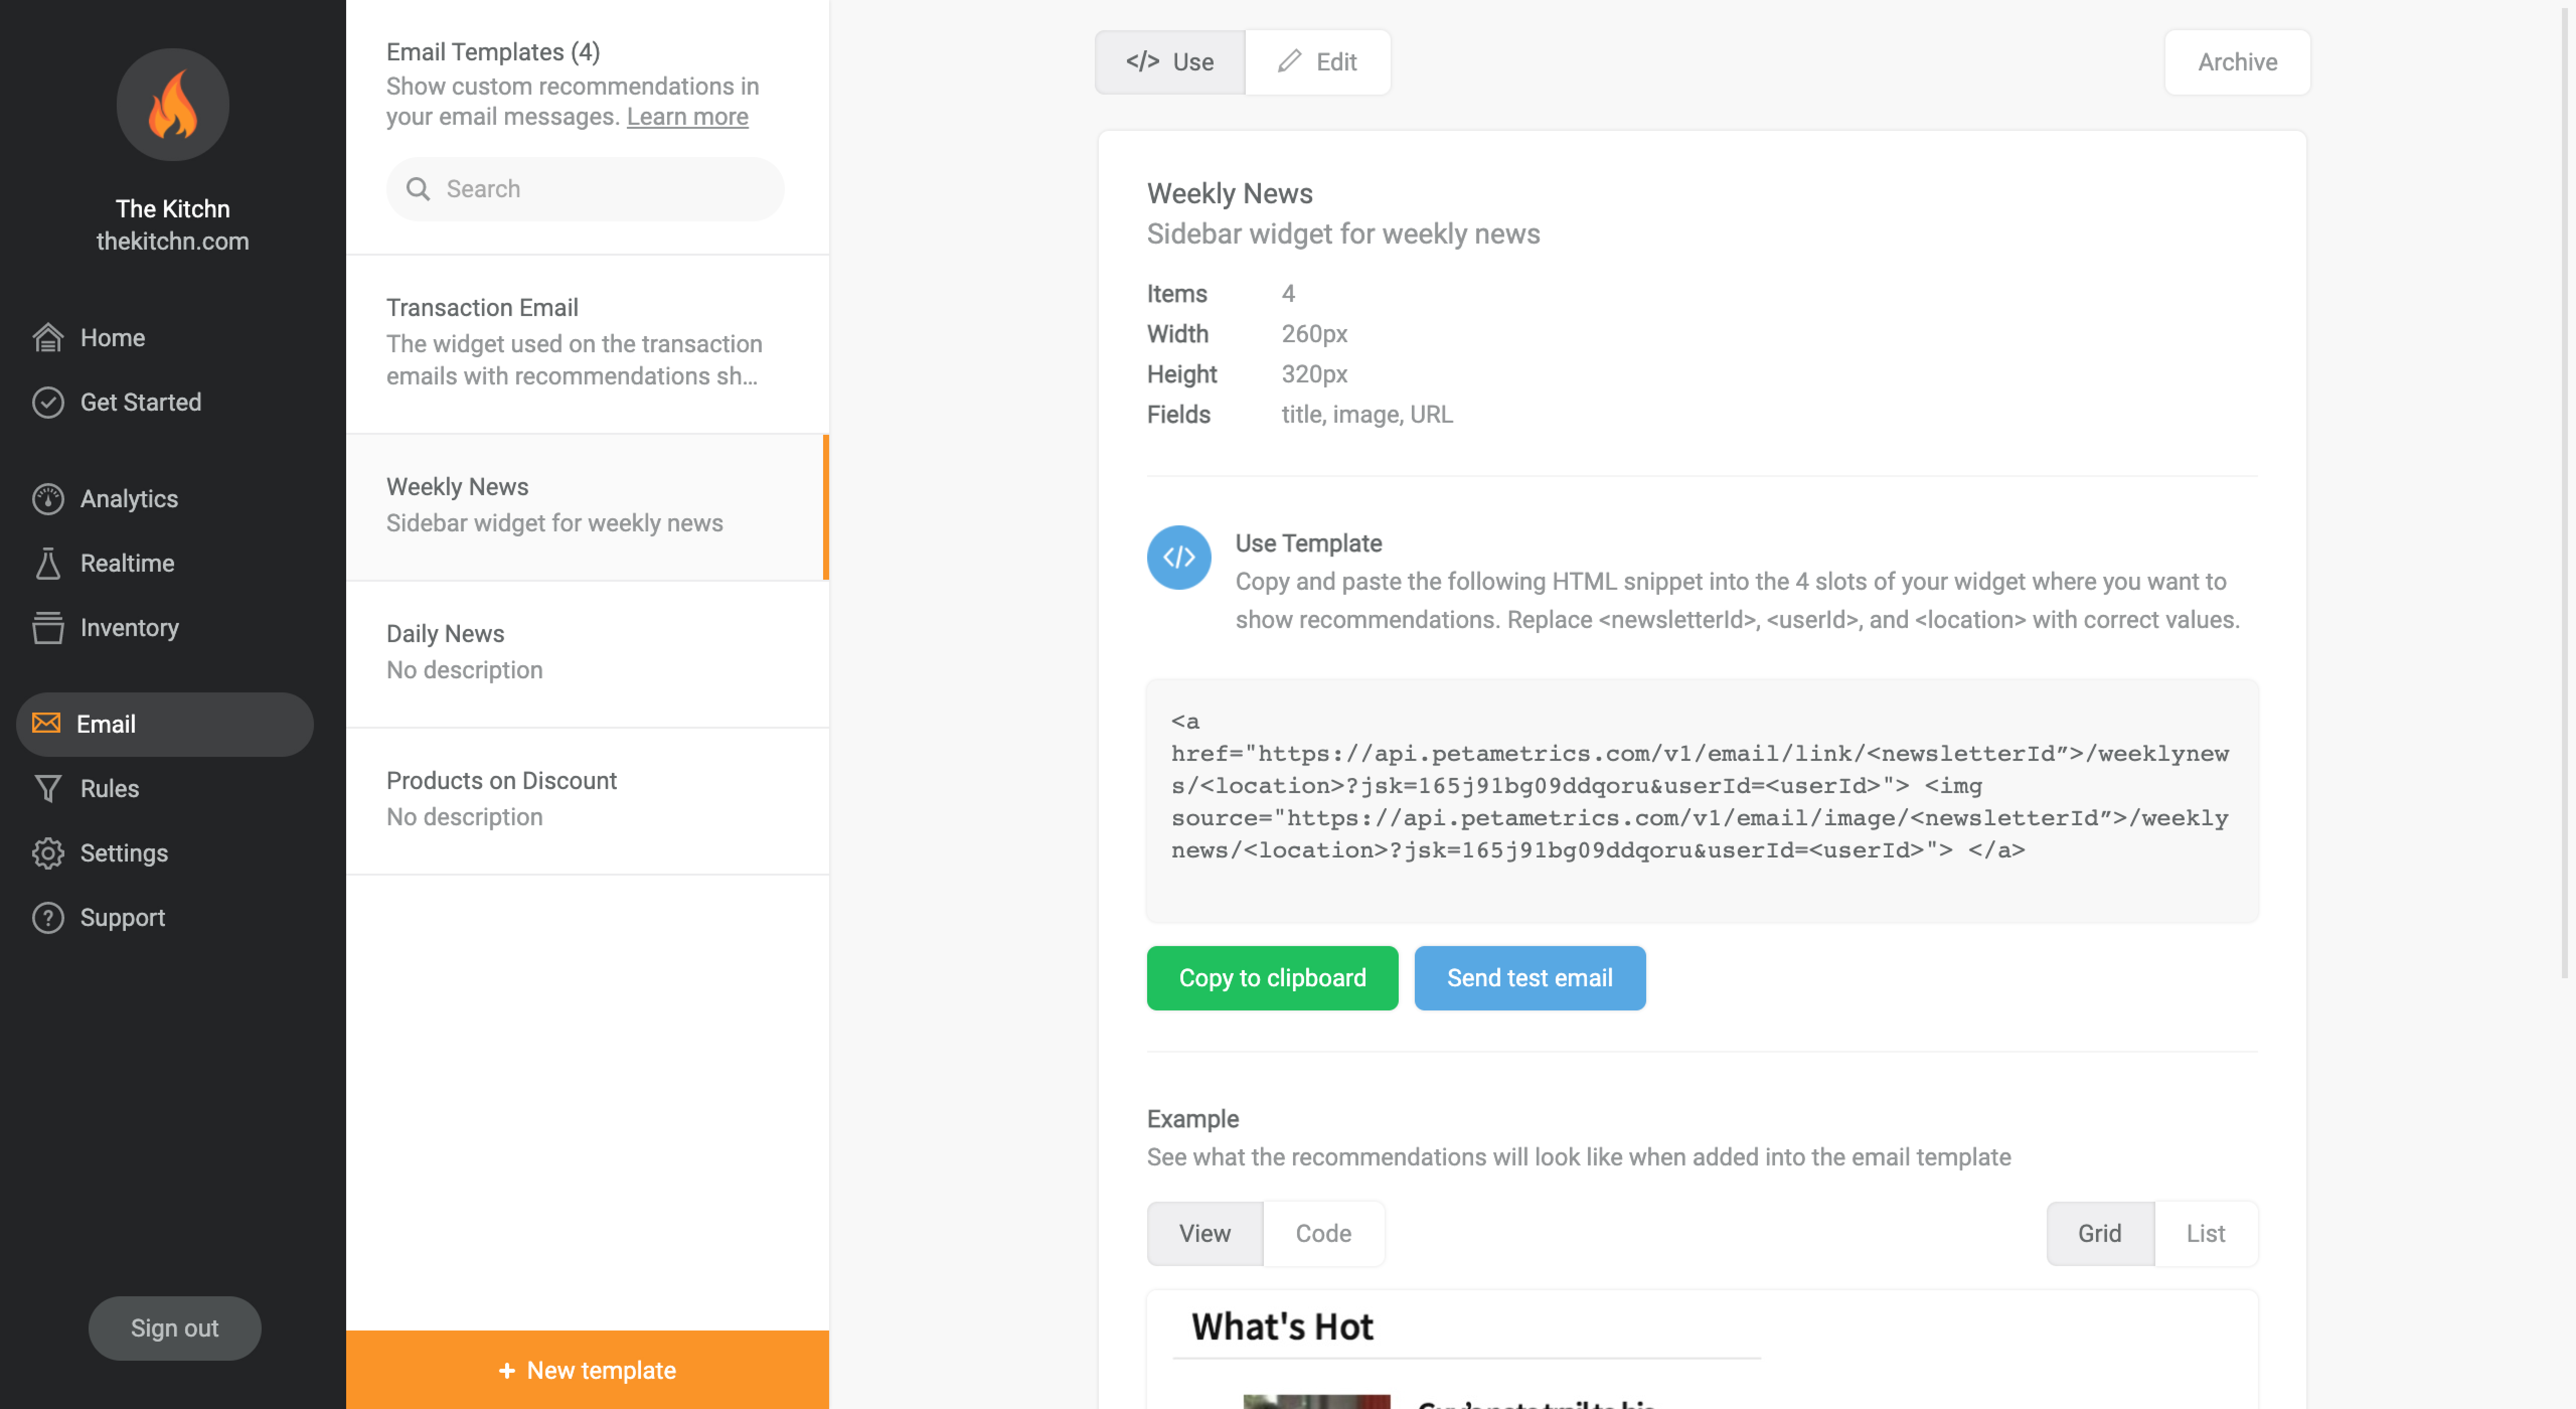 The Kitchn
thekitchn.com
Home
Get Started
Analytics
Realtime
Inventory
Email
Rules
Settings
Support
Sign out
Email Templates (4)
Show custom recommendations in
your email messages. Learn more
Search
Transaction Email
The widget used on the transaction
emails with recommendations sh...
Weekly News
Sidebar widget for weekly news
Daily News
No description
Products on Discount
No description
+ New template
</> Use
Edit
Archive
Weekly News
Sidebar widget for weekly news
Items 4
Width 260px
Height 320px
Fields title, image, URL
</>
Use Template
Copy and paste the following HTML snippet into the 4 slots of your widget where you want to
show recommendations. Replace <newsletterId>, <userId>, and <location> with correct values.
<a
href="https://api.petametrics.com/v1/email/link/<newsletterId”>/weeklynew
s/<location>?jsk=165j91bg09ddqoru&userId=<userId>"> <img
source="https://api.petametrics.com/v1/email/image/<newsletterId”>/weekly
news/<location>?jsk=165j91bg09ddqoru&userId=<userId>"> </a>
Copy to clipboard
Send test email
Example
See what the recommendations will look like when added into the email template
View
Code
Grid
List
What's Hot